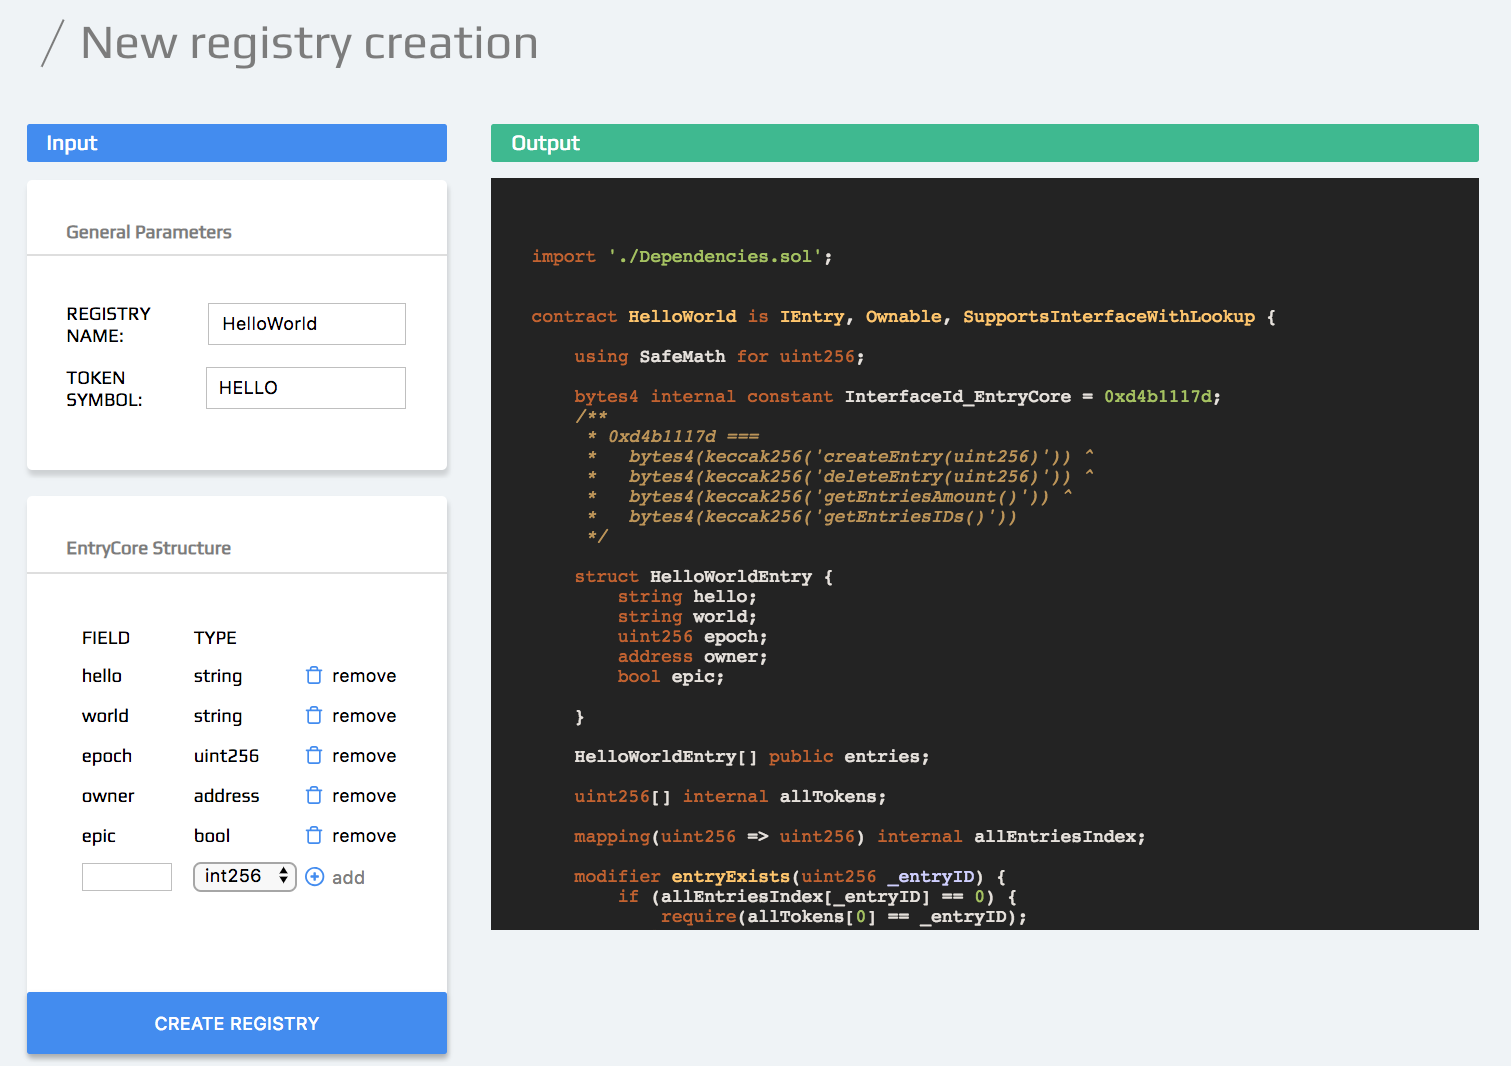 / New registry creation
Input
General Parameters
REGISTRY
NAME:
HelloWorld
TOKEN
SYMBOL:
HELLO
EntryCore Structure
FIELD TYPE
hello string remove
world string remove
epoch uint256 remove
owner address remove
epic bool remove
int256 add
CREATE REGISTRY
Output
import './Dependencies.sol';
contract HelloWorld is IEntry, Ownable, SupportsInterfaceWithLookup {
using SafeMath for uint256;
bytes4 internal constant InterfaceId_EntryCore = 0xd4b1117d;
/**
* 0xd4b1117d ===
*   bytes4(keccak256('createEntry(uint256)')) ^
*   bytes4(keccak256('deleteEntry(uint256)')) ^
*   bytes4(keccak256('getEntriesAmount()')) ^
*   bytes4(keccak256('getEntriesIDs()'))
*/
struct HelloWorldEntry {
string hello;
string world;
uint256 epoch;
address owner;
bool epic;
}
HelloWorldEntry[] public entries;
uint256[] internal allTokens;
mapping(uint256 => uint256) internal allEntriesIndex;
modifier entryExists(uint256 _entryID) {
if (allEntriesIndex[_entryID] == 0) {
require(allTokens[0] == _entryID);